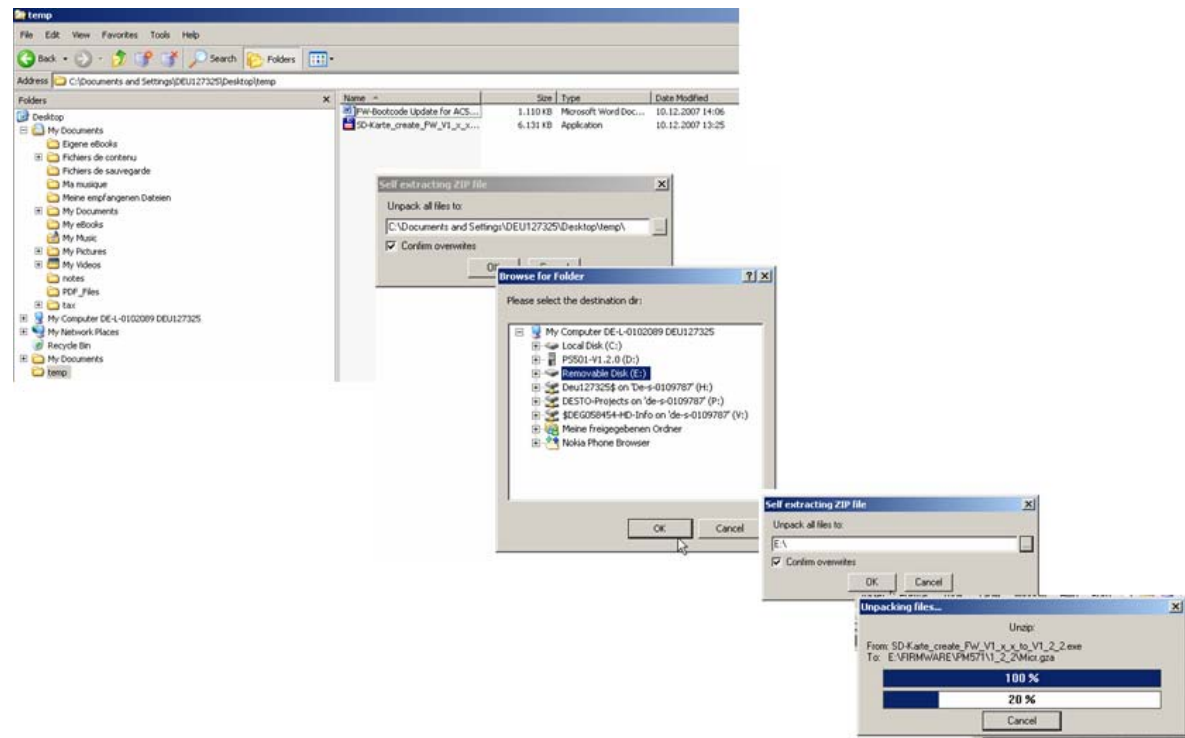 temp
File Edit View Favorites Tools Help
Back Search Folders
Address C:\Documents and Settings\DEU127325\Desktop\temp
Folders x
Desktop
My Documents
Eigene eBooks
Fichiers de contenu
Fichiers de sauvegarde
Ma musique
Meine empfangenen Dateien
My Documents
My eBooks
My Music
My Pictures
My Videos
notes
PDF_Files
tax
My Computer DE-L-0102089 DEU127325
My Network Places
Recycle Bin
My Documents
temp
Name Size Type Date Modified
FW-Bootcode Update for AC5... 1.110 KB Microsoft Word Doc... 10.12.2007 14:06
SD-Karte_create_FW_V1_x_x... 6.131 KB Application 10.12.2007 13:25
Self extracting ZIP file
Unpack all files to:
C:\Documents and Settings\DEU127325\Desktop\temp\ ...
Confirm overwrites
Browse for Folder
Please select the destination dir:
My Computer DE-L-0102089 DEU127325
Local Disk (C:)
PS501-V1.2.0 (D:)
Removable Disk (E:)
Deu127325$ on 'De-s-0109787' (H:)
DESTO-Projects on 'de-s-0109787' (P:)
$DEG058454-HD-Info on 'de-s-0109787' (V:)
Meine freigegebenen Ordner
Nokia Phone Browser
OK Cancel
Self extracting ZIP file
Unpack all files to:
E:\ ...
Confirm overwrites
OK Cancel
Unpacking files...
Unzip:
From: SD-Karte_create_FW_V1_x_x_to_V1_2_2.exe
To: E:\FIRMWARE\PM571\1_2_2\Micr.gza
100 %
20 %
Cancel